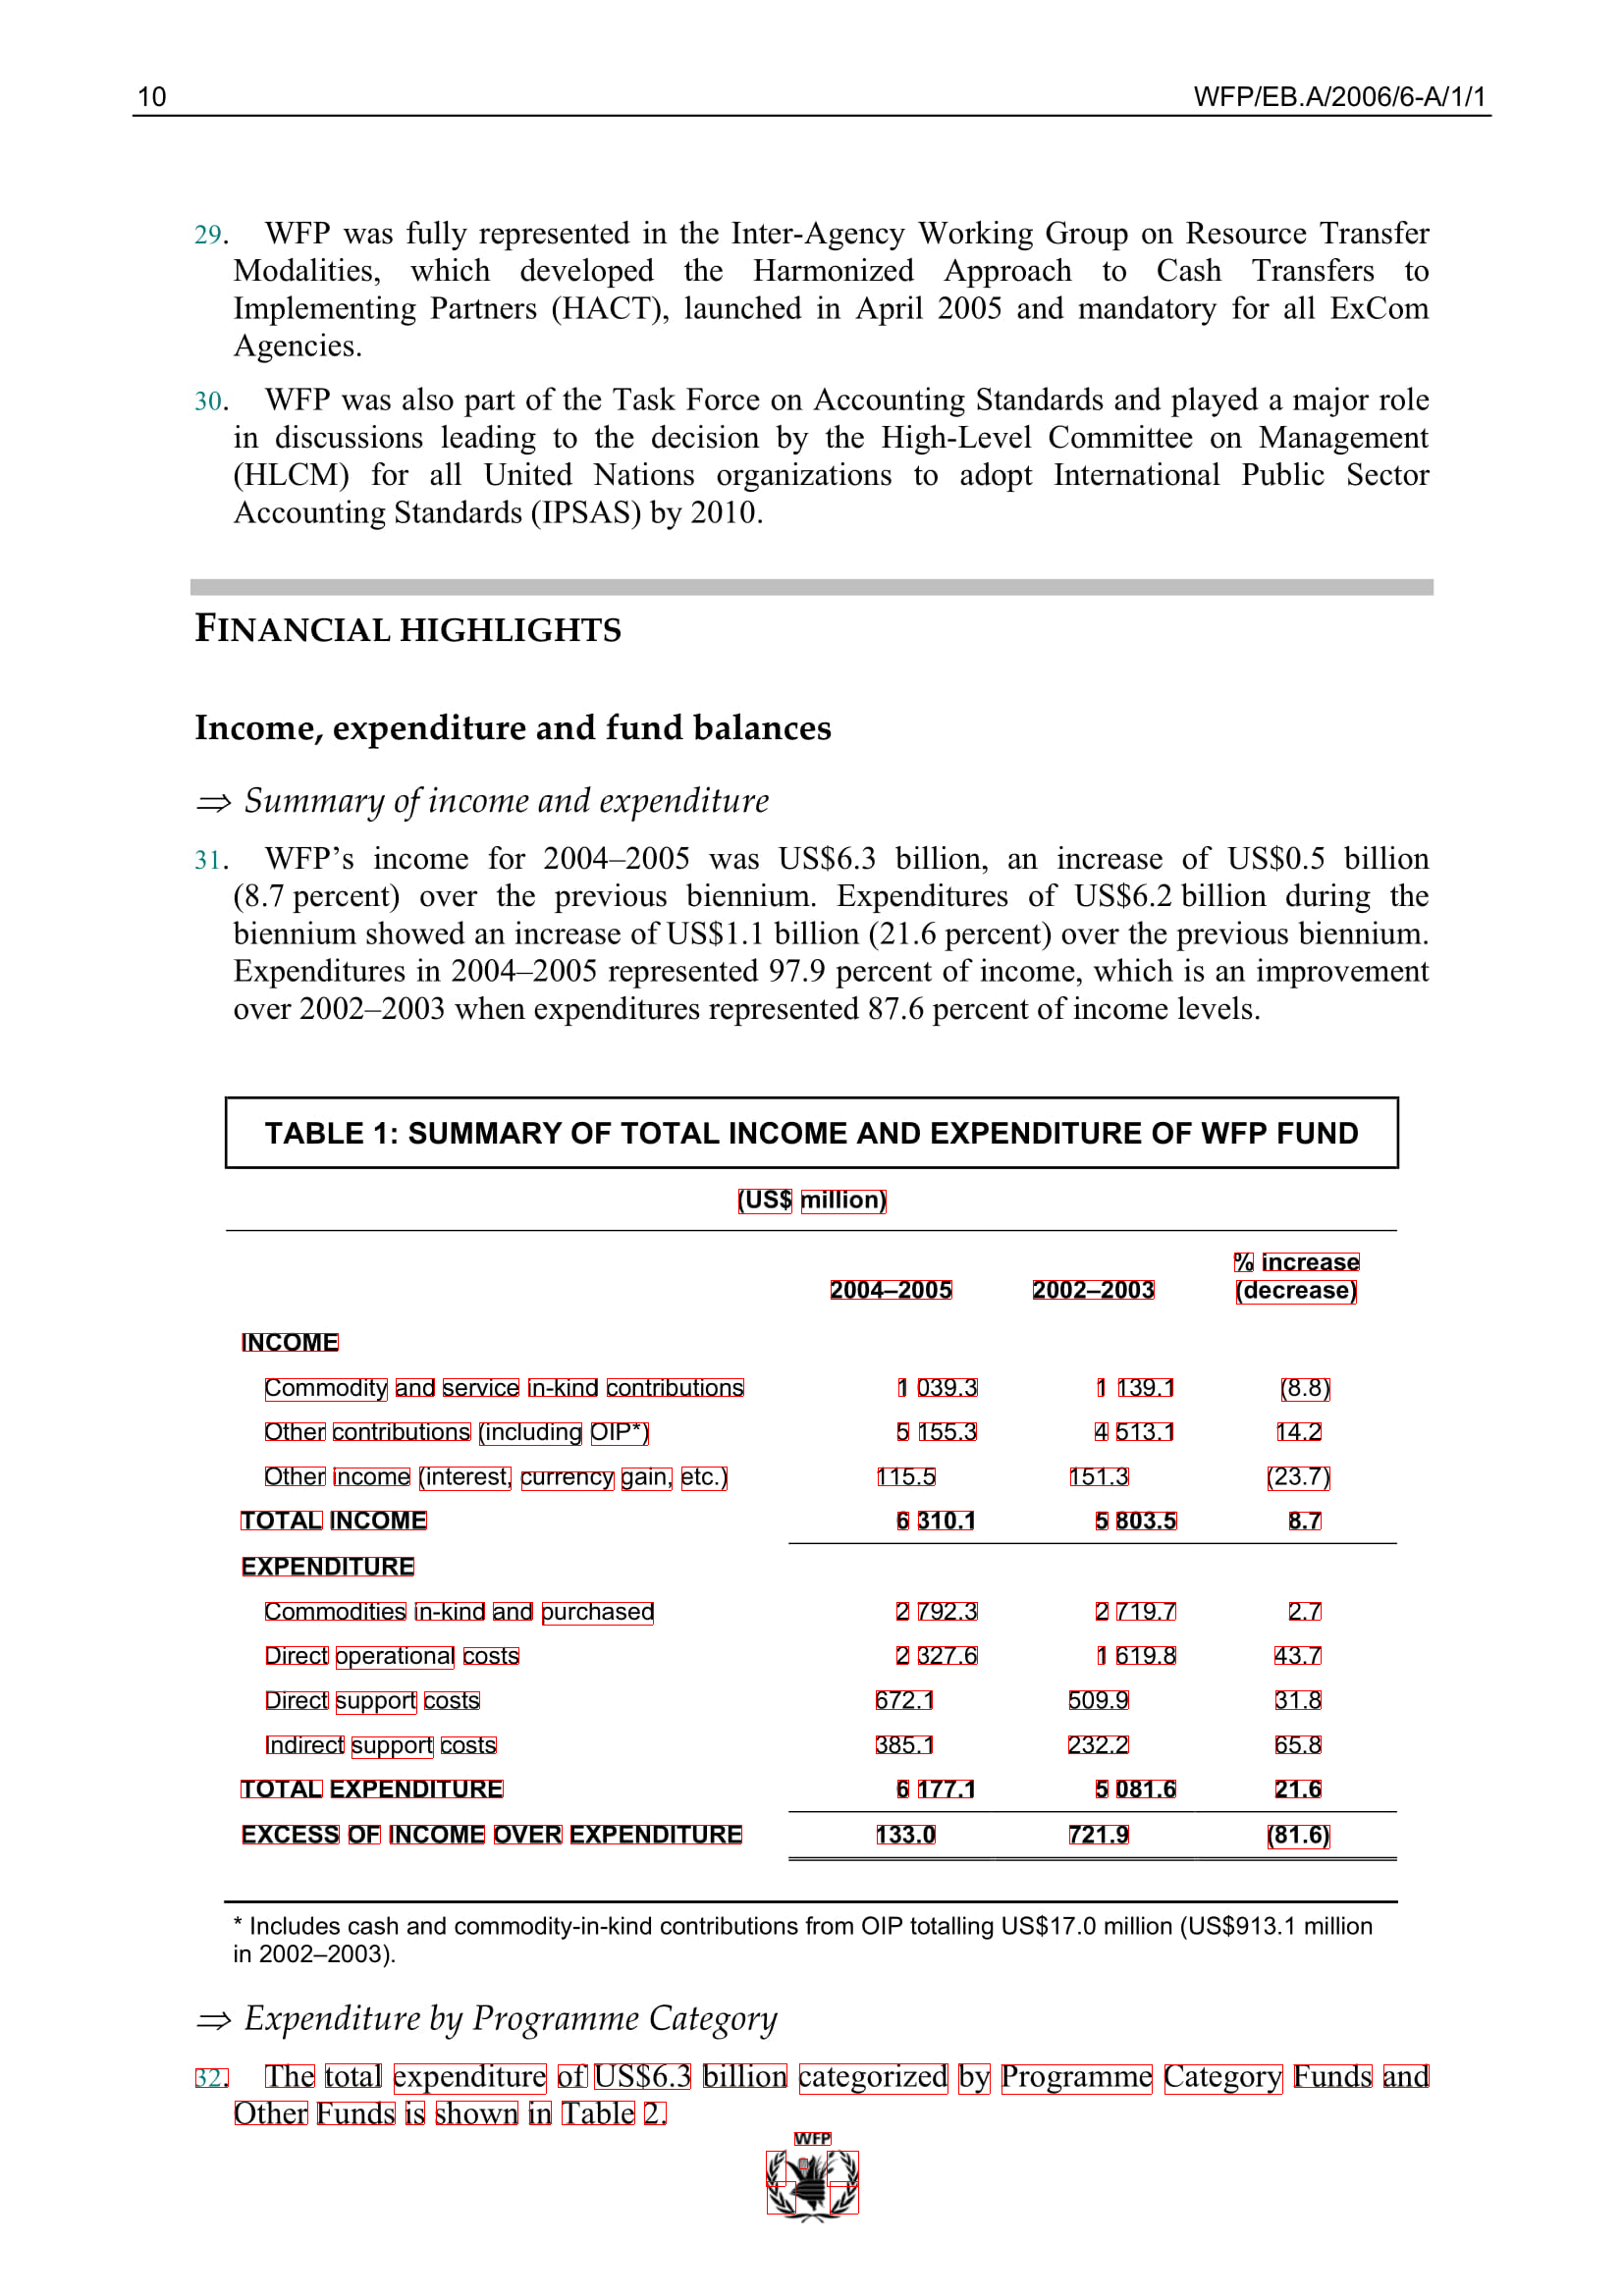 10 WFP/EB.A/2006/6-A/1/1
29. WFP was fully represented in the Inter-Agency Working Group on Resource Transfer
Modalities, which developed the Harmonized Approach to Cash Transfers to
Implementing Partners (HACT), launched in April 2005 and mandatory for all ExCom
Agencies.
30. WFP was also part of the Task Force on Accounting Standards and played a major role
in discussions leading to the decision by the High-Level Committee on Management
(HLCM) for all United Nations organizations to adopt International Public Sector
Accounting Standards (IPSAS) by 2010.
FINANCIAL HIGHLIGHTS
Income, expenditure and fund balances
⇒ Summary of income and expenditure
31. WFP’s income for 2004–2005 was US$6.3 billion, an increase of US$0.5 billion
(8.7 percent) over the previous biennium. Expenditures of US$6.2 billion during the
biennium showed an increase of US$1.1 billion (21.6 percent) over the previous biennium.
Expenditures in 2004–2005 represented 97.9 percent of income, which is an improvement
over 2002–2003 when expenditures represented 87.6 percent of income levels.
TABLE 1: SUMMARY OF TOTAL INCOME AND EXPENDITURE OF WFP FUND
(US$ million)
% increase
2004–2005 2002–2003 (decrease)
INCOME
Commodity and service in-kind contributions 1 039.3 1 139.1 (8.8)
Other contributions (including OIP*) 5 155.3 4 513.1 14.2
Other income (interest, currency gain, etc.) 115.5 151.3 (23.7)
TOTAL INCOME 6 310.1 5 803.5 8.7
EXPENDITURE
Commodities in-kind and purchased 2 792.3 2 719.7 2.7
Direct operational costs 2 327.6 1 619.8 43.7
Direct support costs 672.1 509.9 31.8
Indirect support costs 385.1 232.2 65.8
TOTAL EXPENDITURE 6 177.1 5 081.6 21.6
EXCESS OF INCOME OVER EXPENDITURE 133.0 721.9 (81.6)
* Includes cash and commodity-in-kind contributions from OIP totalling US$17.0 million (US$913.1 million
in 2002–2003).
⇒ Expenditure by Programme Category
32. The total expenditure of US$6.3 billion categorized by Programme Category Funds and
Other Funds is shown in Table 2.
WFP